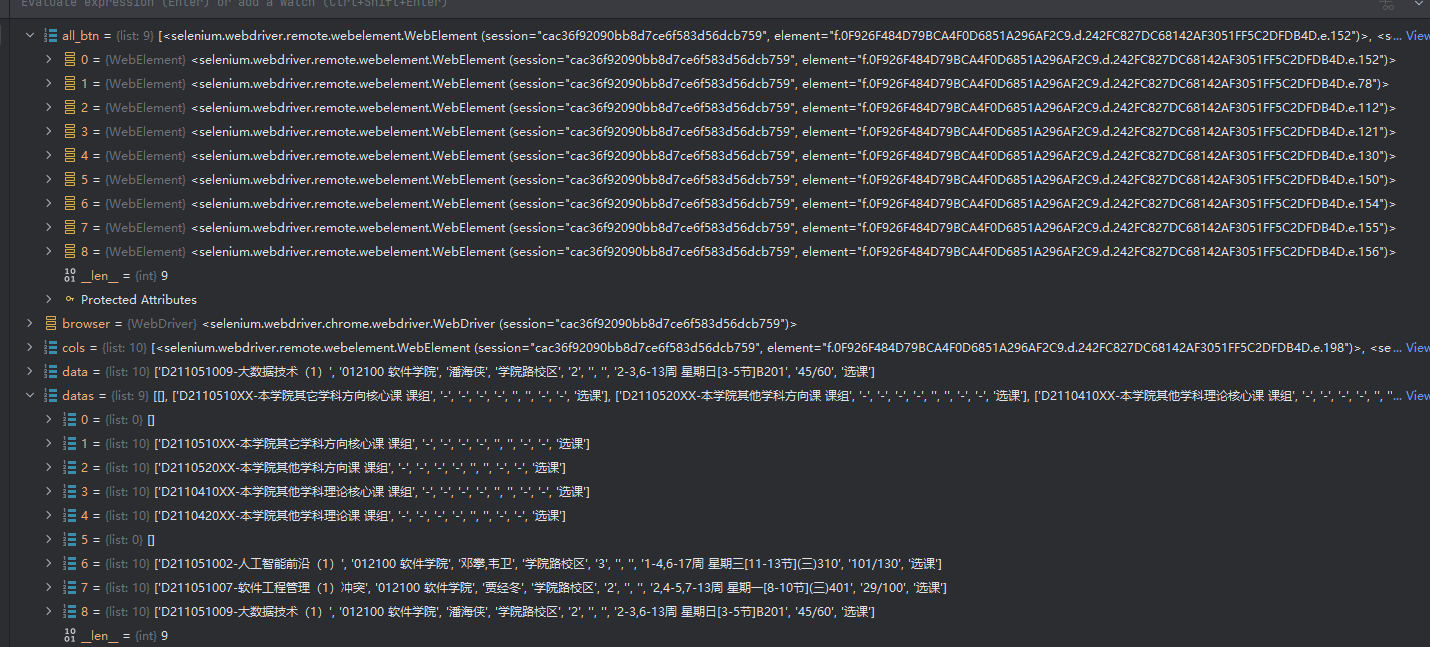 Evaluate expression (Enter) or add a watch (Ctrl+Shift+Enter)
all_btn = {list: 9} [<selenium.webdriver.remote.webelement.WebElement (session="cac36f92090bb8d7ce6f583d56dcb759", element="f.0F926F484D79BCA4F0D6851A296AF2C9.d.242FC827DC68142AF3051FF5C2DFDB4D.e.152")>, <s... View
0 = {WebElement} <selenium.webdriver.remote.webelement.WebElement (session="cac36f92090bb8d7ce6f583d56dcb759", element="f.0F926F484D79BCA4F0D6851A296AF2C9.d.242FC827DC68142AF3051FF5C2DFDB4D.e.152")>
1 = {WebElement} <selenium.webdriver.remote.webelement.WebElement (session="cac36f92090bb8d7ce6f583d56dcb759", element="f.0F926F484D79BCA4F0D6851A296AF2C9.d.242FC827DC68142AF3051FF5C2DFDB4D.e.78")>
2 = {WebElement} <selenium.webdriver.remote.webelement.WebElement (session="cac36f92090bb8d7ce6f583d56dcb759", element="f.0F926F484D79BCA4F0D6851A296AF2C9.d.242FC827DC68142AF3051FF5C2DFDB4D.e.112")>
3 = {WebElement} <selenium.webdriver.remote.webelement.WebElement (session="cac36f92090bb8d7ce6f583d56dcb759", element="f.0F926F484D79BCA4F0D6851A296AF2C9.d.242FC827DC68142AF3051FF5C2DFDB4D.e.121")>
4 = {WebElement} <selenium.webdriver.remote.webelement.WebElement (session="cac36f92090bb8d7ce6f583d56dcb759", element="f.0F926F484D79BCA4F0D6851A296AF2C9.d.242FC827DC68142AF3051FF5C2DFDB4D.e.130")>
5 = {WebElement} <selenium.webdriver.remote.webelement.WebElement (session="cac36f92090bb8d7ce6f583d56dcb759", element="f.0F926F484D79BCA4F0D6851A296AF2C9.d.242FC827DC68142AF3051FF5C2DFDB4D.e.150")>
6 = {WebElement} <selenium.webdriver.remote.webelement.WebElement (session="cac36f92090bb8d7ce6f583d56dcb759", element="f.0F926F484D79BCA4F0D6851A296AF2C9.d.242FC827DC68142AF3051FF5C2DFDB4D.e.154")>
7 = {WebElement} <selenium.webdriver.remote.webelement.WebElement (session="cac36f92090bb8d7ce6f583d56dcb759", element="f.0F926F484D79BCA4F0D6851A296AF2C9.d.242FC827DC68142AF3051FF5C2DFDB4D.e.155")>
8 = {WebElement} <selenium.webdriver.remote.webelement.WebElement (session="cac36f92090bb8d7ce6f583d56dcb759", element="f.0F926F484D79BCA4F0D6851A296AF2C9.d.242FC827DC68142AF3051FF5C2DFDB4D.e.156")>
__len__ = {int} 9
Protected Attributes
browser = {WebDriver} <selenium.webdriver.chrome.webdriver.WebDriver (session="cac36f92090bb8d7ce6f583d56dcb759")>
cols = {list: 10} [<selenium.webdriver.remote.webelement.WebElement (session="cac36f92090bb8d7ce6f583d56dcb759", element="f.0F926F484D79BCA4F0D6851A296AF2C9.d.242FC827DC68142AF3051FF5C2DFDB4D.e.198")>, <se... View
data = {list: 10} ['D211051009-大数据技术（1）', '012100 软件学院', '潘海侠', '学院路校区', '2', '', '', '2-3,6-13周 星期日[3-5节]B201', '45/60', '选课']
datas = {list: 9} [[], ['D2110510XX-本学院其它学科方向核心课 课组', '-', '-', '-', '-', '', '', '-', '-', '选课'], ['D2110520XX-本学院其他学科方向课 课组', '-', '-', '-', '-', '', '', '-', '-', '选课'], ['D2110410XX-本学院其他学科理论核心课 课组', '-', '-', '-', '-', '', ''... View
0 = {list: 0} []
1 = {list: 10} ['D2110510XX-本学院其它学科方向核心课 课组', '-', '-', '-', '-', '', '', '-', '-', '选课']
2 = {list: 10} ['D2110520XX-本学院其他学科方向课 课组', '-', '-', '-', '-', '', '', '-', '-', '选课']
3 = {list: 10} ['D2110410XX-本学院其他学科理论核心课 课组', '-', '-', '-', '-', '', '', '-', '-', '选课']
4 = {list: 10} ['D2110420XX-本学院其他学科理论课 课组', '-', '-', '-', '-', '', '', '-', '-', '选课']
5 = {list: 0} []
6 = {list: 10} ['D211051002-人工智能前沿（1）', '012100 软件学院', '邓攀,韦卫', '学院路校区', '3', '', '', '1-4,6-17周 星期三[11-13节](三)310', '101/130', '选课']
7 = {list: 10} ['D211051007-软件工程管理（1）冲突', '012100 软件学院', '贾经冬', '学院路校区', '2', '', '', '2,4-5,7-13周 星期一[8-10节](三)401', '29/100', '选课']
8 = {list: 10} ['D211051009-大数据技术（1）', '012100 软件学院', '潘海侠', '学院路校区', '2', '', '', '2-3,6-13周 星期日[3-5节]B201', '45/60', '选课']
__len__ = {int} 9